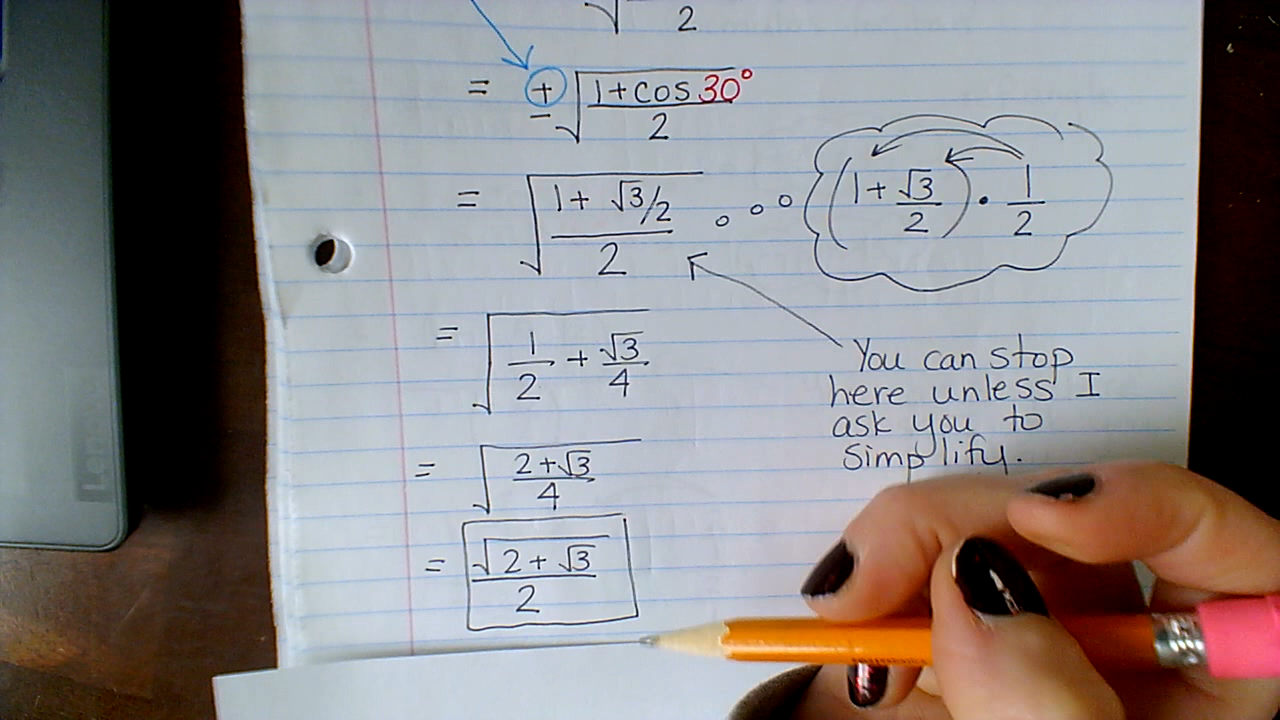 √ 2
= ± √((1 + cos 30°)/2)
= √((1 + √3/2)/2) ° ° ° (1 + √3/2) · 1/2
= √(1/2 + √3/4)
You can stop
here unless I
ask you to
simplify.
= √((2 + √3)/4)
= √(2 + √3)/2
Lenovo